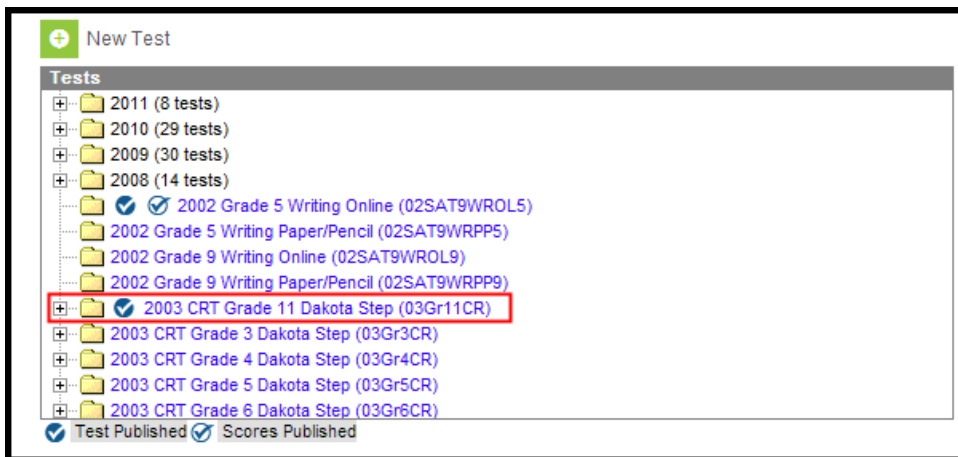 New Test
Tests
2011 (8 tests)
2010 (29 tests)
2009 (30 tests)
2008 (14 tests)
2002 Grade 5 Writing Online (02SAT9WROL5)
2002 Grade 5 Writing Paper/Pencil (02SAT9WRPP5)
2002 Grade 9 Writing Online (02SAT9WROL9)
2002 Grade 9 Writing Paper/Pencil (02SAT9WRPP9)
2003 CRT Grade 11 Dakota Step (03Gr11CR)
2003 CRT Grade 3 Dakota Step (03Gr3CR)
2003 CRT Grade 4 Dakota Step (03Gr4CR)
2003 CRT Grade 5 Dakota Step (03Gr5CR)
2003 CRT Grade 6 Dakota Step (03Gr6CR)
Test Published Scores Published